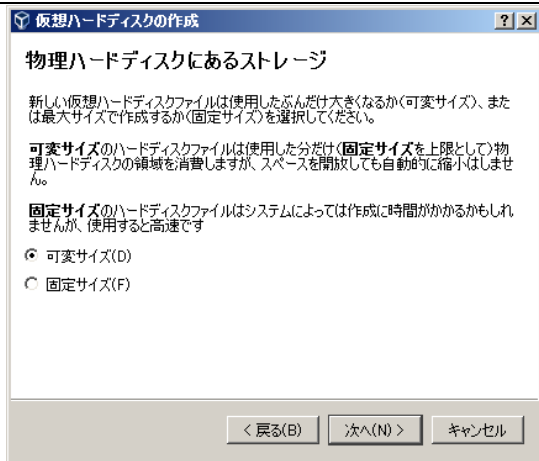 仮想ハードディスクの作成
物理ハードディスクにあるストレージ
新しい仮想ハードディスクファイルは使用したぶんだけ大きくなるか(可変サイズ)、また
は最大サイズで作成するか(固定サイズ)を選択してください。
可変サイズのハードディスクファイルは使用した分だけ(固定サイズを上限として)物
理ハードディスクの領域を消費しますが、スペースを開放しても自動的に縮小はしませ
ん。
固定サイズのハードディスクファイルはシステムによっては作成に時間がかかるかもしれ
ませんが、使用すると高速です
可変サイズ(D)
固定サイズ(F)
< 戻る(B) 次へ(N) > キャンセル